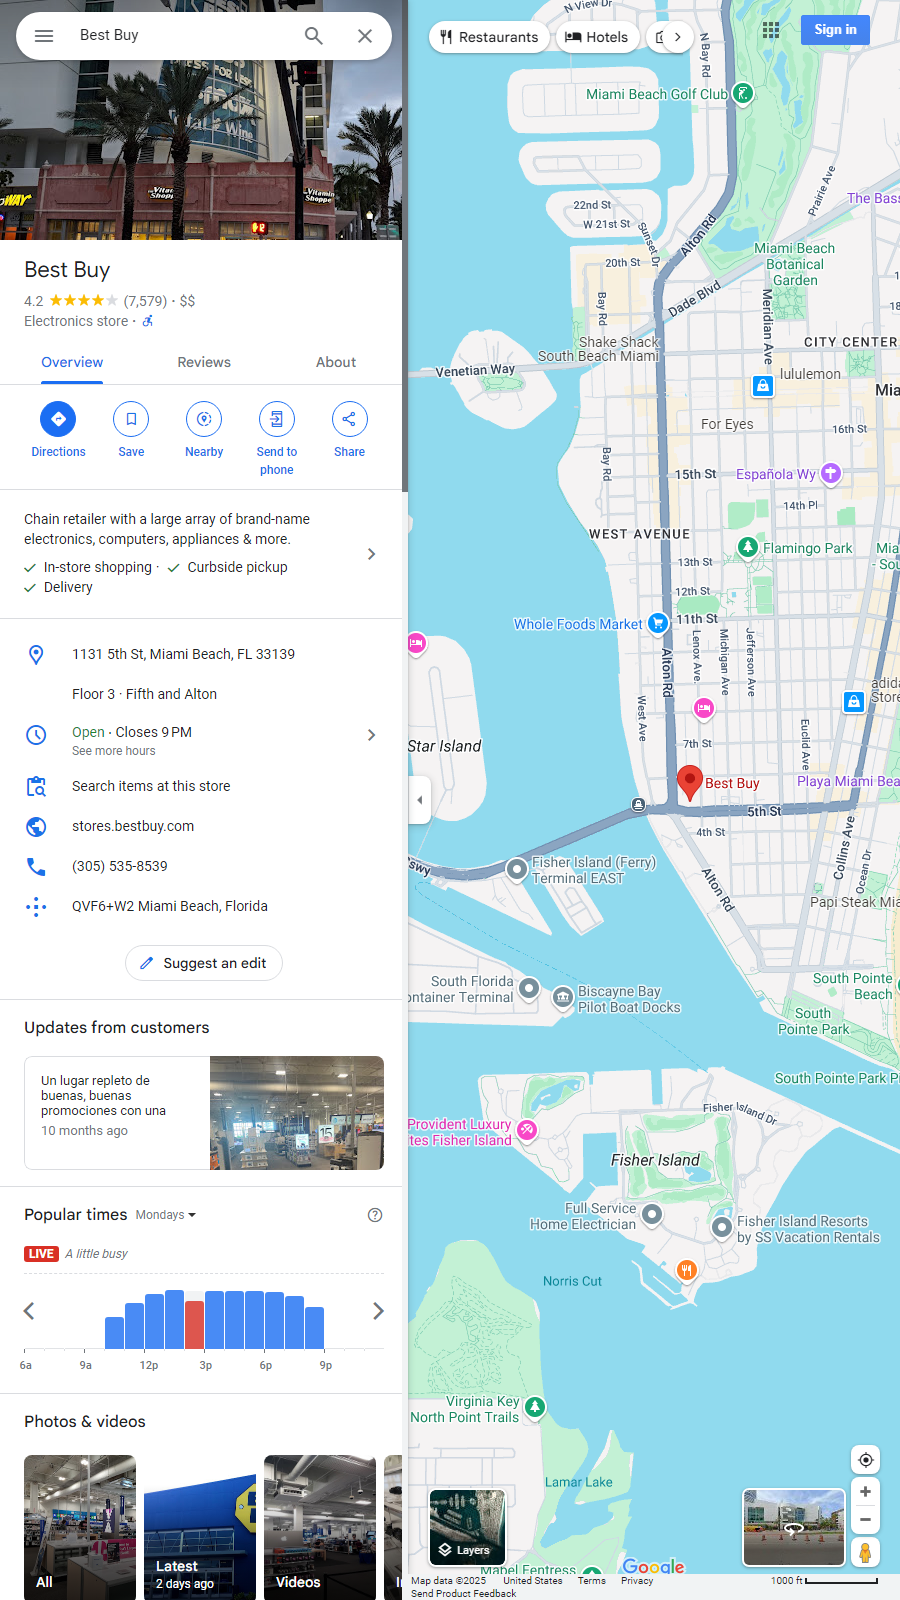 Best Buy
Vitamin
Shoppe
Vitamin
Shoppe
Best Buy
4.2 (7,579) · $$
Electronics store ·
Overview Reviews About
Directions Save Nearby Send to phone Share
Chain retailer with a large array of brand-name
electronics, computers, appliances & more.
In-store shopping · Curbside pickup
Delivery
1131 5th St, Miami Beach, FL 33139
Floor 3 · Fifth and Alton
Open · Closes 9 PM
See more hours
Search items at this store
stores.bestbuy.com
(305) 535-8539
QVF6+W2 Miami Beach, Florida
Suggest an edit
Updates from customers
Un lugar repleto de
buenas, buenas
promociones con una
10 months ago
Popular times Mondays
LIVE A little busy
6a 9a 12p 3p 6p 9p
Photos & videos
All
Latest
2 days ago
Videos
Restaurants Hotels
Sign in
N View Dr
N Bay Rd
Miami Beach Golf Club
Prairie Ave
The Bass
22nd St
W 21st St
Sunset Dr
Alton Rd
20th St
Miami Beach
Botanical
Garden
Dade Blvd
Bay Rd
Meridian Ave
Shake Shack
South Beach Miami
CITY CENTER
Venetian Way
lululemon
Mia
For Eyes
16th St
Bay Rd
15th St
Española Wy
14th Pl
WEST AVENUE
Flamingo Park
Mia
- Sou
13th St
12th St
Whole Foods Market
11th St
Lenox Ave
Michigan Ave
Jefferson Ave
Alton Rd
West Ave
adida
Store
Euclid Ave
Star Island
7th St
Best Buy
Playa Miami Bea
5th St
4th St
Collins Ave
Ocean Dr
swy
Fisher Island (Ferry)
Terminal EAST
Alton Rd
Papi Steak Mia
South Florida
ontainer Terminal
Biscayne Bay
Pilot Boat Docks
South Pointe
Beach
South
Pointe Park
South Pointe Park P
Fisher Island Dr
Provident Luxury
tes Fisher Island
Fisher Island
Full Service
Home Electrician
Fisher Island Resorts
by SS Vacation Rentals
Norris Cut
Virginia Key
North Point Trails
Lamar Lake
Layers
Mabel Fentress
Google
Map data ©2025 United States Terms Privacy 1000 ft
Send Product Feedback